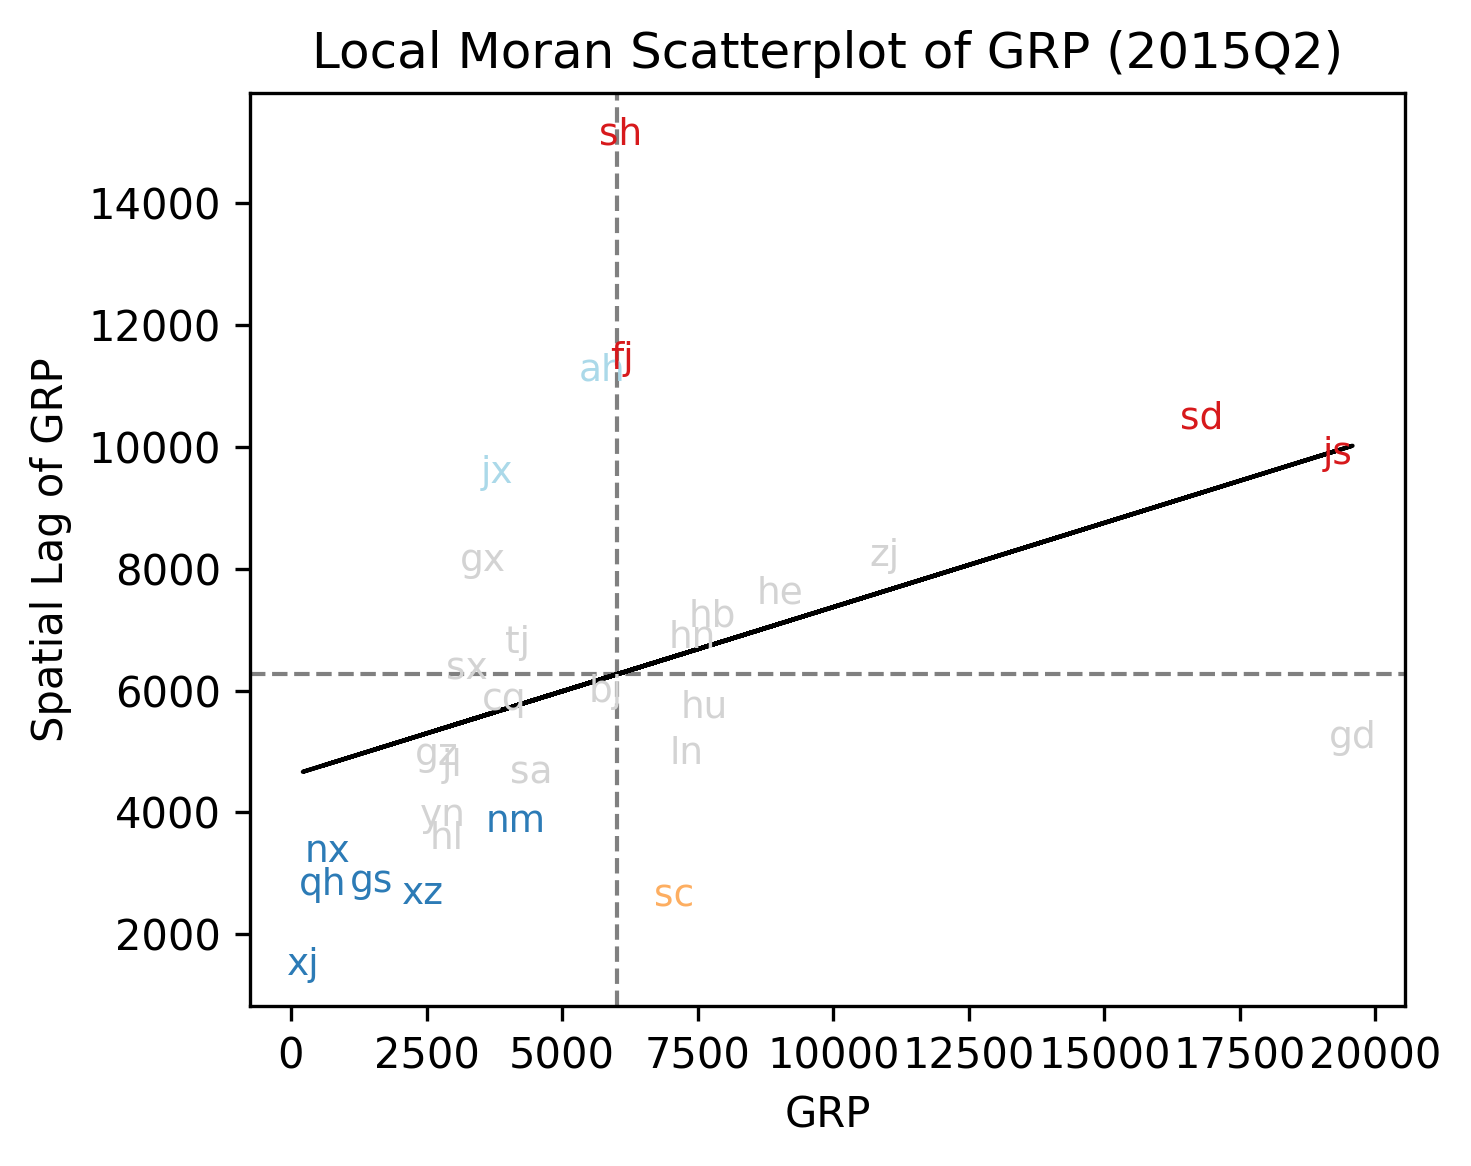 Local Moran Scatterplot of GRP (2015Q2)
sh
14000
12000
fj
ah
sd
10000
js
jx
8000
gx
zj
he
hb
hn
tj
sx
6000
cq
bj
hu
gd
gz
jl
sa
ln
4000
yn
hl
nm
nx
qh
gs
xz
sc
2000
xj
0 2500 5000 7500 10000 12500 15000 17500 20000
GRP
Spatial Lag of GRP